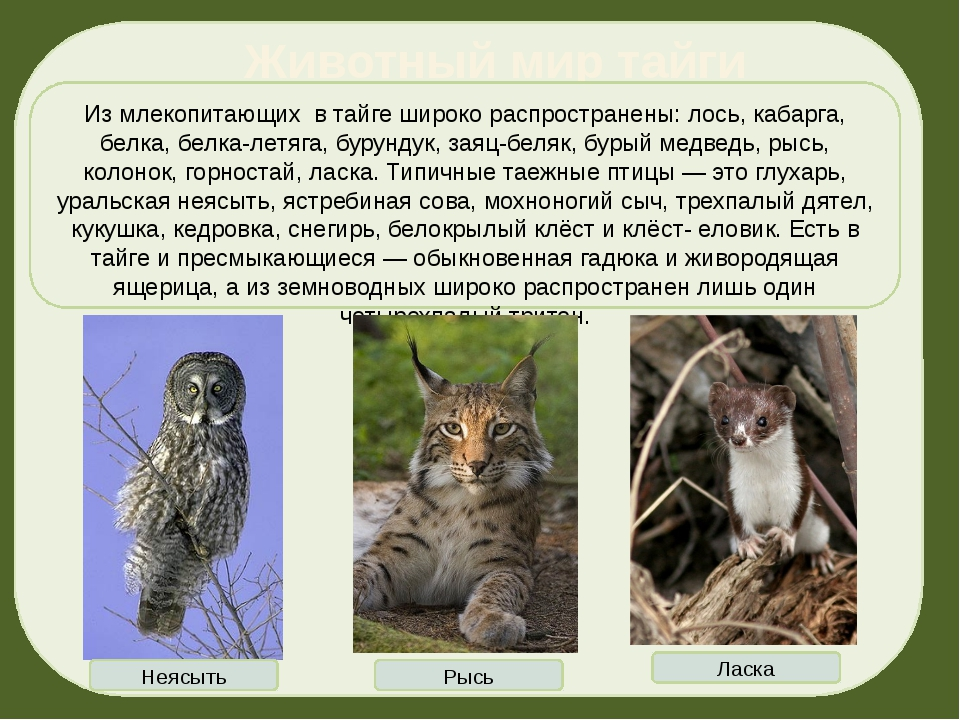 Животный мир тайги
Из млекопитающих в тайге широко распространены: лось, кабарга,
белка, белка-летяга, бурундук, заяц-беляк, бурый медведь, рысь,
колонок, горностай, ласка. Типичные таежные птицы — это глухарь,
уральская неясыть, ястребиная сова, мохноногий сыч, трехпалый дятел,
кукушка, кедровка, снегирь, белокрылый клёст и клёст- еловик. Есть в
тайге и пресмыкающиеся — обыкновенная гадюка и живородящая
ящерица, а из земноводных широко распространен лишь один
четырехпалый тритон.
Неясыть
Рысь
Ласка